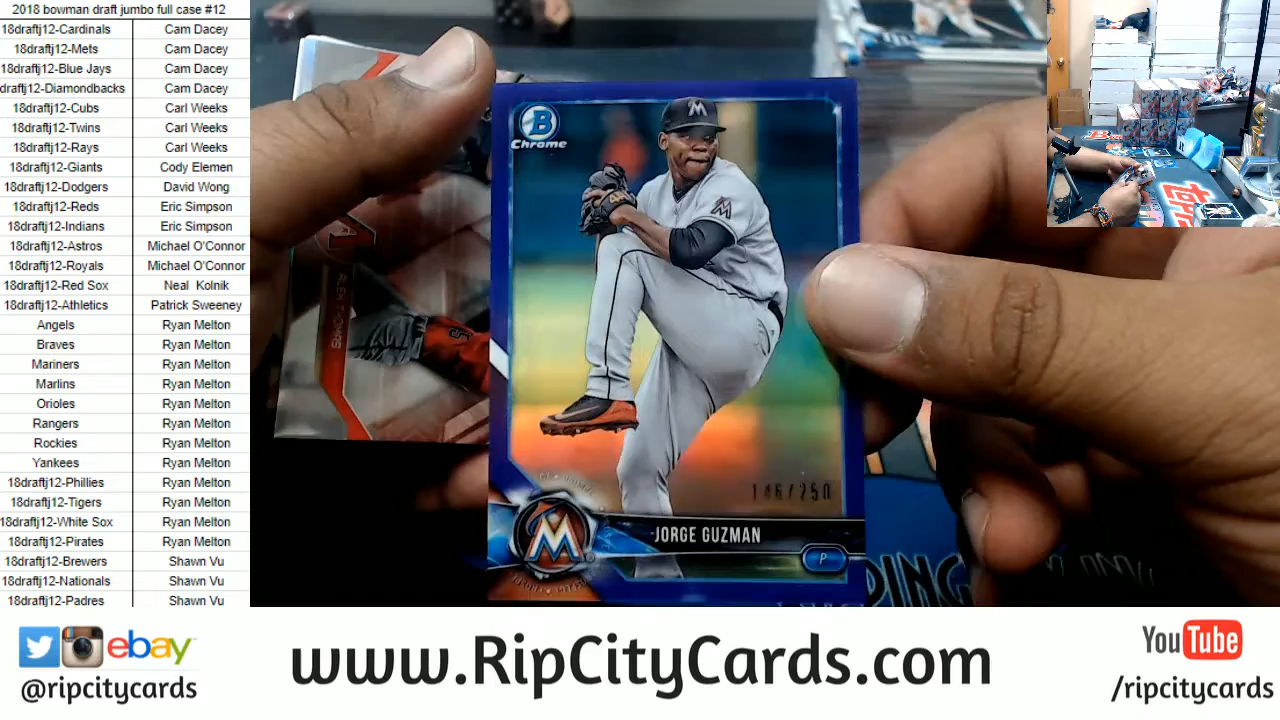 2018 bowman draft jumbo full case #12
18draftj12-Cardinals Cam Dacey
18draftj12-Mets Cam Dacey
18draftj12-Blue Jays Cam Dacey
draftj12-Diamondbacks Cam Dacey
18draftj12-Cubs Carl Weeks
18draftj12-Twins Carl Weeks
18draftj12-Rays Carl Weeks
18draftj12-Giants Cody Elemen
18draftj12-Dodgers David Wong
18draftj12-Reds Eric Simpson
18draftj12-Indians Eric Simpson
18draftj12-Astros Michael O'Connor
18draftj12-Royals Michael O'Connor
18draftj12-Red Sox Neal Kolnik
18draftj12-Athletics Patrick Sweeney
Angels Ryan Melton
Braves Ryan Melton
Mariners Ryan Melton
Marlins Ryan Melton
Orioles Ryan Melton
Rangers Ryan Melton
Rockies Ryan Melton
Yankees Ryan Melton
18draftj12-Phillies Ryan Melton
18draftj12-Tigers Ryan Melton
18draftj12-White Sox Ryan Melton
18draftj12-Pirates Ryan Melton
18draftj12-Brewers Shawn Vu
18draftj12-Nationals Shawn Vu
18draftj12-Padres Shawn Vu
B
Chrome
M
M
146/250
M
JORGE GUZMAN
P
A
ALEK THOMAS
PING
topps
ebay
@ripcitycards
www.RipCityCards.com
YouTube
/ripcitycards